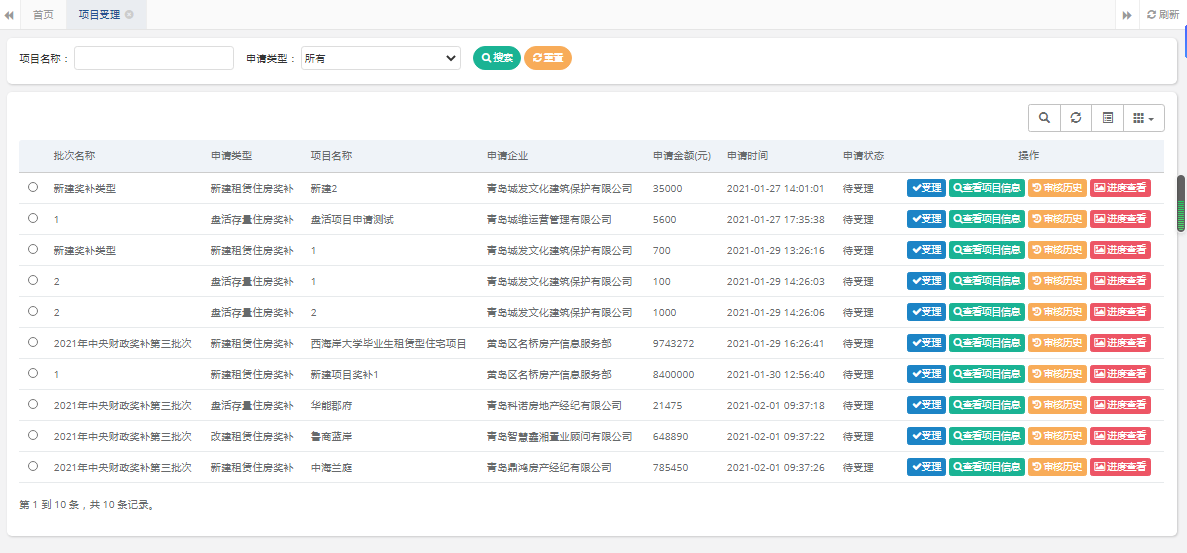 首页 项目受理 刷新
项目名称： 申请类型： 所有 搜索 重置
批次名称 申请类型 项目名称 申请企业 申请金额(元) 申请时间 申请状态 操作
新建奖补类型 新建租赁住房奖补 新建2 青岛城发文化建筑保护有限公司 35000 2021-01-27 14:01:01 待受理 受理 查看项目信息 审核历史 进度查看
1 盘活存量住房奖补 盘活项目申请测试 青岛城维运营管理有限公司 5600 2021-01-27 17:35:38 待受理 受理 查看项目信息 审核历史 进度查看
新建奖补类型 新建租赁住房奖补 1 青岛城发文化建筑保护有限公司 700 2021-01-29 13:26:16 待受理 受理 查看项目信息 审核历史 进度查看
2 盘活存量住房奖补 1 青岛城发文化建筑保护有限公司 100 2021-01-29 14:26:03 待受理 受理 查看项目信息 审核历史 进度查看
2 盘活存量住房奖补 2 青岛城发文化建筑保护有限公司 1000 2021-01-29 14:26:06 待受理 受理 查看项目信息 审核历史 进度查看
2021年中央财政奖补第三批次 新建租赁住房奖补 西海岸大学毕业生租赁型住宅项目 黄岛区名桥房产信息服务部 9743272 2021-01-29 16:26:41 待受理 受理 查看项目信息 审核历史 进度查看
1 新建租赁住房奖补 新建项目奖补1 黄岛区名桥房产信息服务部 8400000 2021-01-30 12:56:40 待受理 受理 查看项目信息 审核历史 进度查看
2021年中央财政奖补第三批次 盘活存量住房奖补 华能郡府 青岛科诺房地产经纪有限公司 21475 2021-02-01 09:37:18 待受理 受理 查看项目信息 审核历史 进度查看
2021年中央财政奖补第三批次 改建租赁住房奖补 鲁商蓝岸 青岛智慧鑫湘置业顾问有限公司 648890 2021-02-01 09:37:22 待受理 受理 查看项目信息 审核历史 进度查看
2021年中央财政奖补第三批次 新建租赁住房奖补 中海兰庭 青岛鼎鸿房产经纪有限公司 785450 2021-02-01 09:37:26 待受理 受理 查看项目信息 审核历史 进度查看
第 1 到 10 条，共 10 条记录。